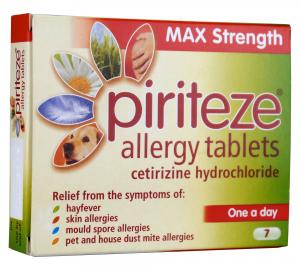 MAX Strength
piriteze®
allergy tablets
cetirizine hydrochloride
Relief from the symptoms of:
hayfever
skin allergies
mould spore allergies
pet and house dust mite allergies
One a day
7